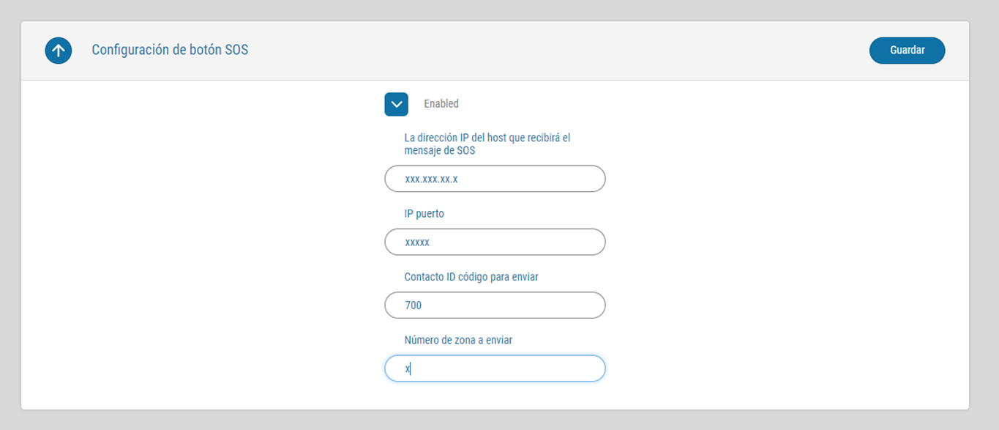 Configuración de botón SOS
Guardar
Enabled
La dirección IP del host que recibirá el
mensaje de SOS
xxx.xxx.xx.x
IP puerto
xxxxx
Contacto ID código para enviar
700
Número de zona a enviar
x